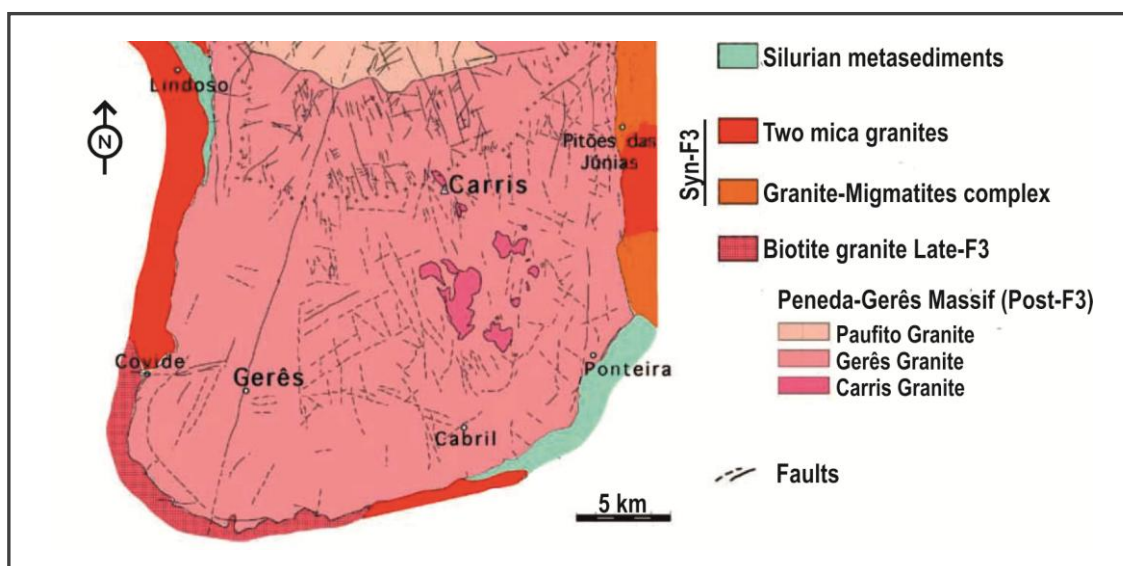 Lindoso
N
Carris
Pitões das
Júnias
Covide
Gerês
Ponteira
Cabril
5 km
Silurian metasediments
Syn-F3
Two mica granites
Granite-Migmatites complex
Biotite granite Late-F3
Peneda-Gerês Massif (Post-F3)
Paufito Granite
Gerês Granite
Carris Granite
Faults